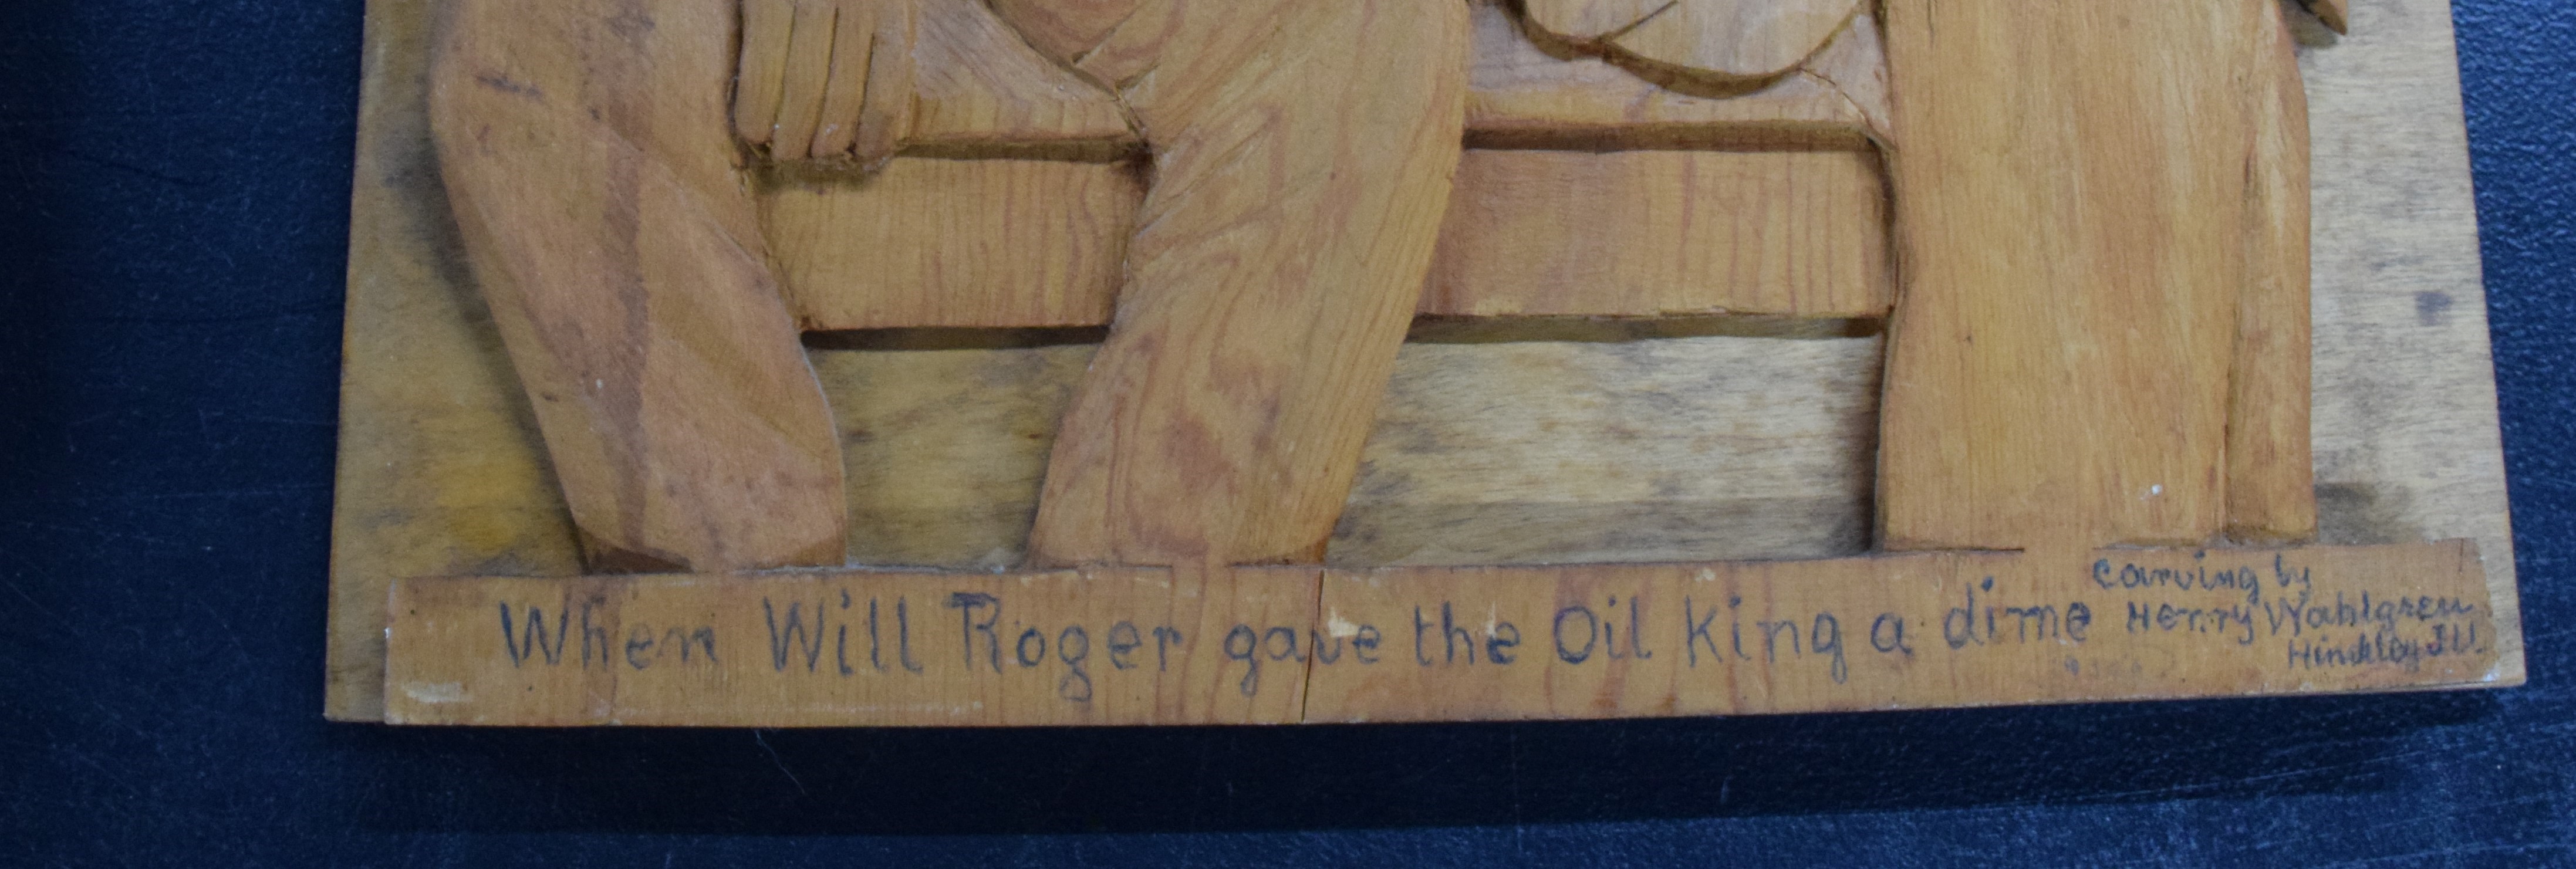 When Will Roger gave the Oil King a dime
Carving by
Henry Wahlgren
Hinckley Ill.